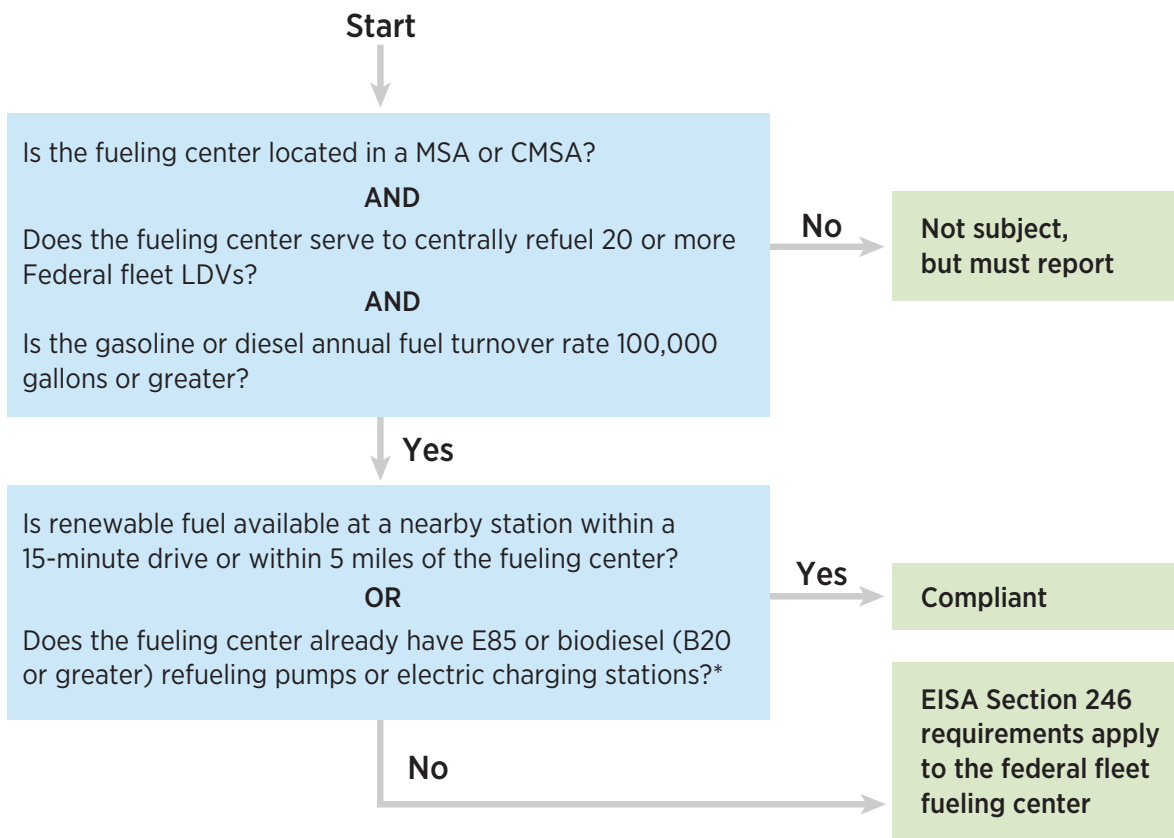 Start
Is the fueling center located in a MSA or CMSA?
AND
Does the fueling center serve to centrally refuel 20 or more
Federal fleet LDVs?
AND
Is the gasoline or diesel annual fuel turnover rate 100,000
gallons or greater?
No
Not subject,
but must report
Yes
Is renewable fuel available at a nearby station within a
15-minute drive or within 5 miles of the fueling center?
OR
Does the fueling center already have E85 or biodiesel (B20
or greater) refueling pumps or electric charging stations?*
Yes
Compliant
No
EISA Section 246
requirements apply
to the federal fleet
fueling center